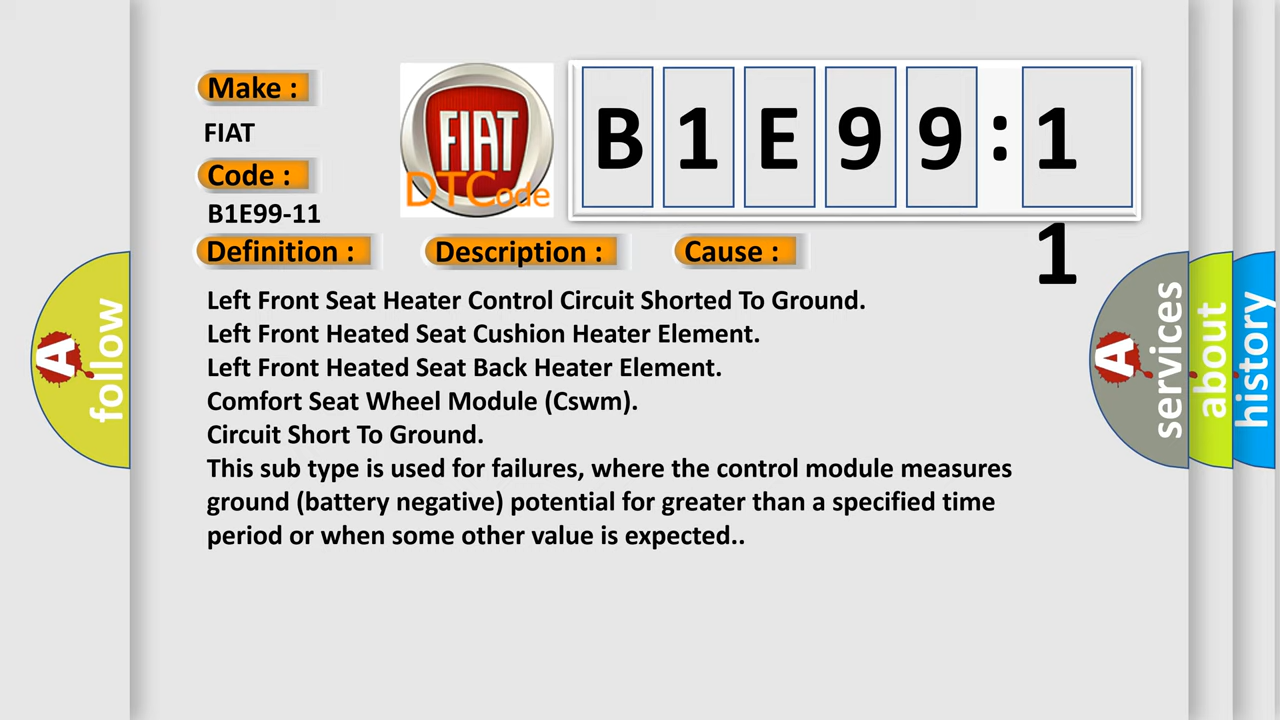 Make :
FIAT
Code :
B1E99-11
FIAT
DTCode
B1E99:11
Definition :
Description :
Cause :
Left Front Seat Heater Control Circuit Shorted To Ground.
Left Front Heated Seat Cushion Heater Element.
Left Front Heated Seat Back Heater Element.
Comfort Seat Wheel Module (Cswm).
Circuit Short To Ground.
This sub type is used for failures, where the control module measures
ground (battery negative) potential for greater than a specified time
period or when some other value is expected..
A follow
A services
about
history